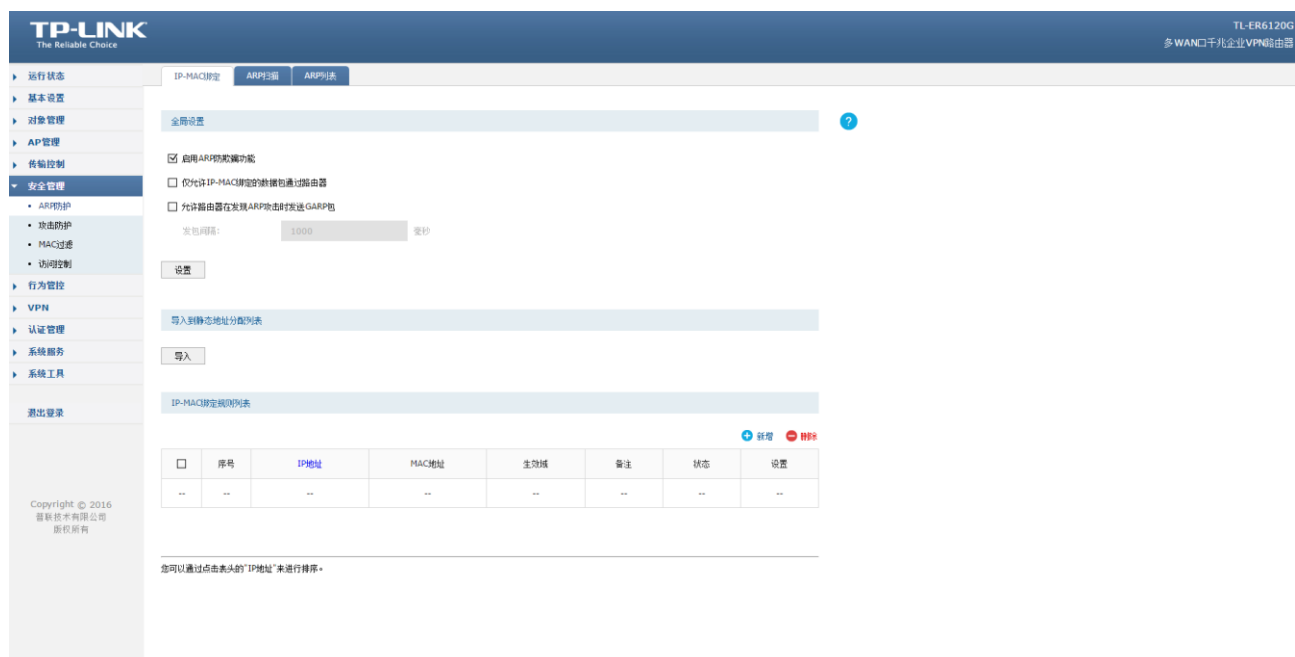 TP-LINK
The Reliable Choice
TL-ER6120G
多WAN口千兆企业VPN路由器
运行状态
基本设置
对象管理
AP管理
传输控制
安全管理
ARP防护
攻击防护
MAC过滤
访问控制
行为管控
VPN
认证管理
系统服务
系统工具
退出登录
Copyright © 2016
普联技术有限公司
版权所有
IP-MAC绑定 ARP扫描 ARP列表
全局设置
?
启用ARP防欺骗功能
仅允许IP-MAC绑定的数据包通过路由器
允许路由器在发现ARP攻击时发送GARP包
发包间隔: 1000 毫秒
设置
导入到静态地址分配列表
导入
IP-MAC绑定规则列表
新增 删除
序号 IP地址 MAC地址 生效域 备注 状态 设置
-- -- -- -- -- -- -- --
您可以通过点击表头的"IP地址"来进行排序。